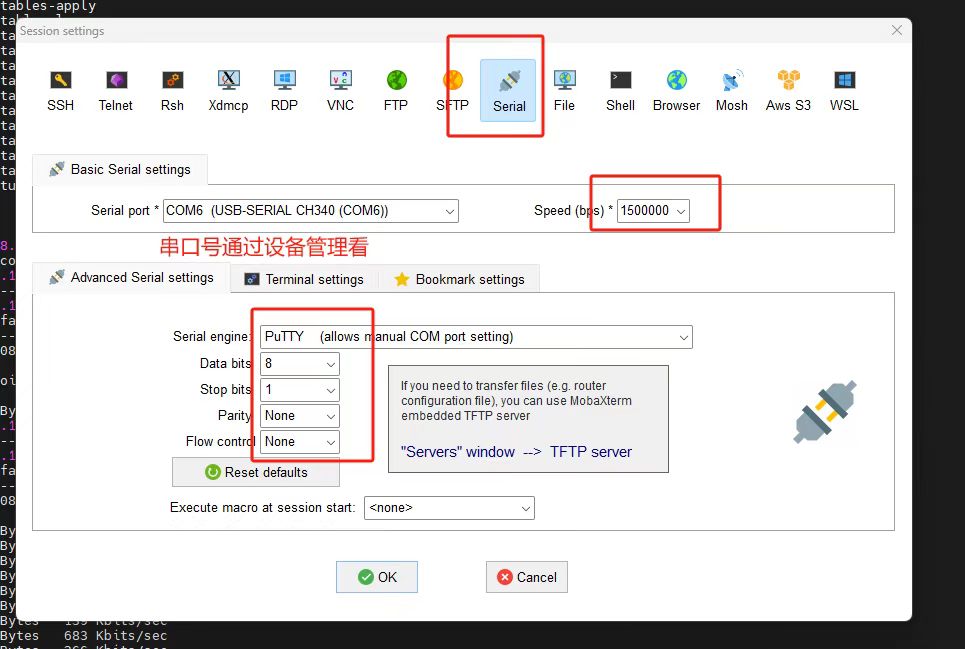 tables-apply
Session settings
SSH Telnet Rsh Xdmcp RDP VNC FTP SFTP Serial File Shell Browser Mosh Aws S3 WSL
Basic Serial settings
Serial port * COM6 (USB-SERIAL CH340 (COM6)) Speed (bps) * 1500000
串口号通过设备管理看
Advanced Serial settings Terminal settings Bookmark settings
Serial engine: PuTTY (allows manual COM port setting)
Data bits 8
Stop bits 1
Parity None
Flow control None
If you need to transfer files (e.g. router
configuration file), you can use MobaXterm
embedded TFTP server
"Servers" window --> TFTP server
Reset defaults
Execute macro at session start: <none>
OK Cancel
Bytes 683 Kbits/sec